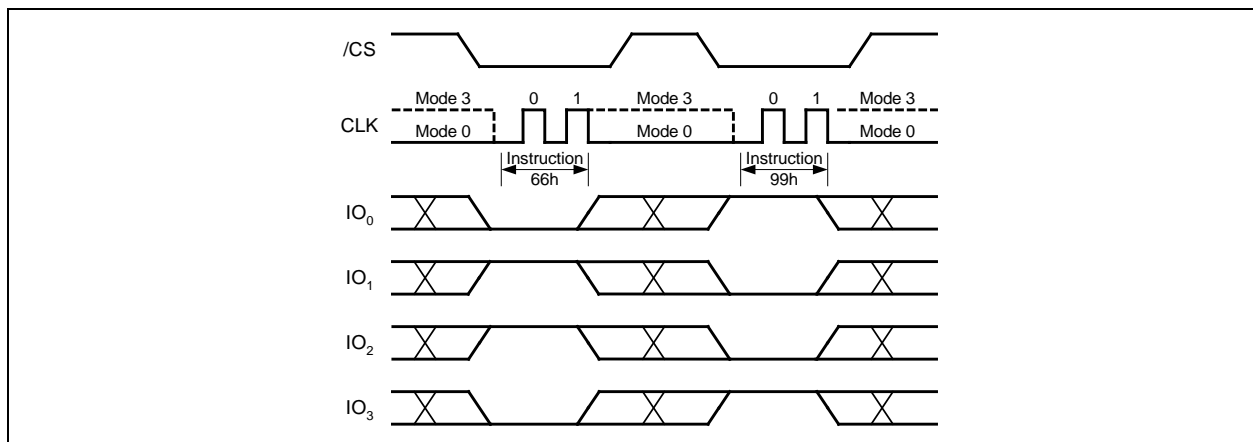 /CS
Mode 3 0 1 Mode 3 0 1 Mode 3
CLK
Mode 0 Mode 0 Mode 0
Instruction Instruction
66h 99h
IO₀
IO₁
IO₂
IO₃